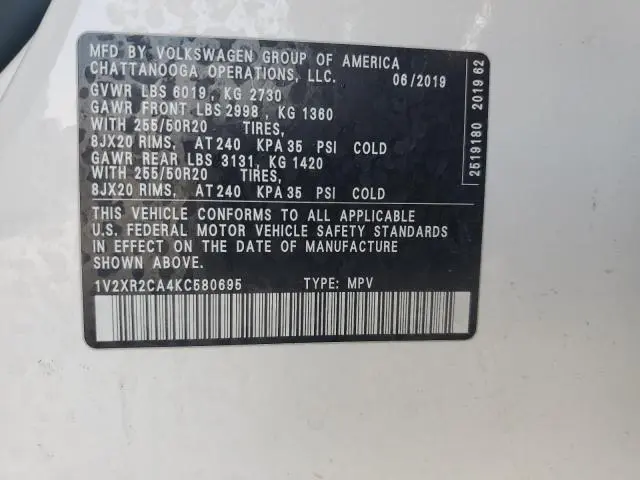 MFD BY VOLKSWAGEN GROUP OF AMERICA
CHATTANOOGA OPERATIONS, LLC. 06/2019
GVWR LBS 6019, KG 2730
GAWR FRONT LBS 2998, KG 1360
WITH 255/50R20 TIRES,
8JX20 RIMS, AT 240 KPA 35 PSI COLD
GAWR REAR LBS 3131, KG 1420
WITH 255/50R20 TIRES,
8JX20 RIMS, AT 240 KPA 35 PSI COLD
THIS VEHICLE CONFORMS TO ALL APPLICABLE
U.S. FEDERAL MOTOR VEHICLE SAFETY STANDARDS
IN EFFECT ON THE DATE OF MANUFACTURE
SHOWN ABOVE.
1V2XR2CA4KC580695 TYPE: MPV
2519180 2019 62